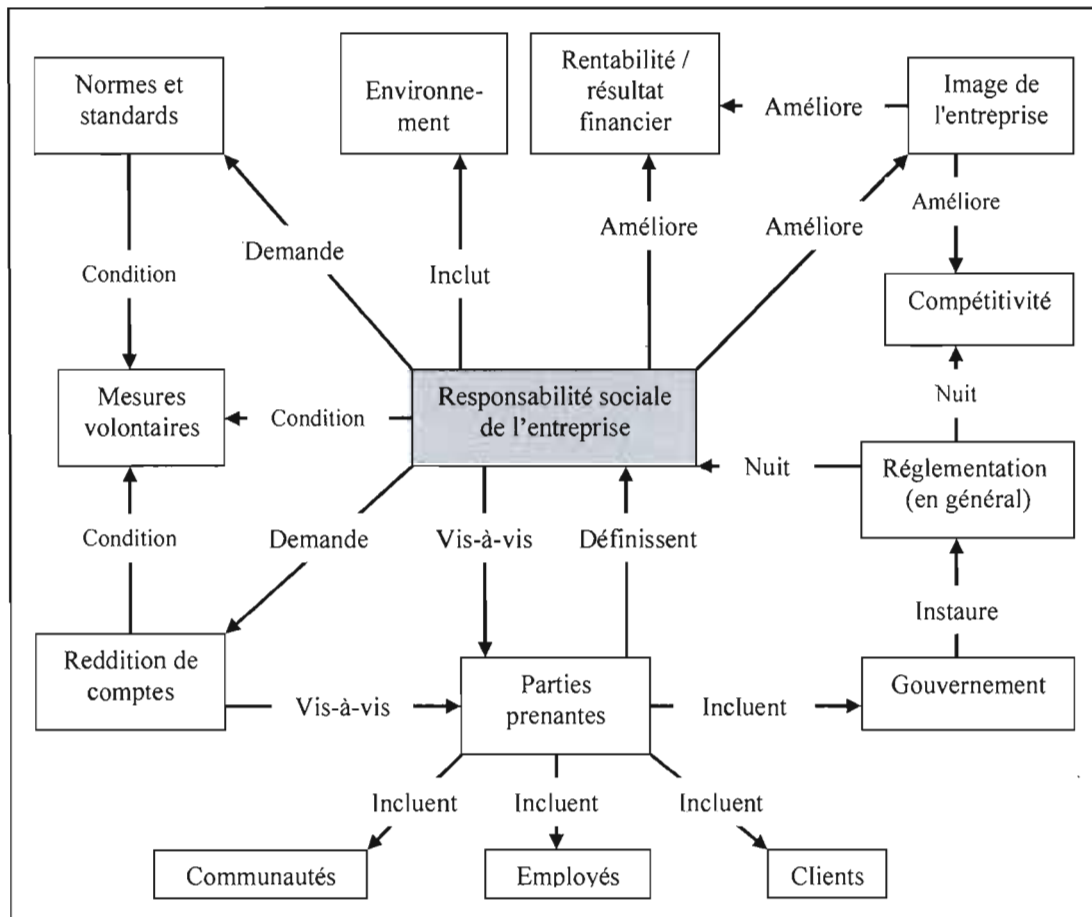 Normes et
standards
Environne-
ment
Rentabilité /
résultat
financier
Améliore
Image de
l'entreprise
Demande
Inclut
Améliore
Améliore
Améliore
Condition
Compétitivité
Mesures
volontaires
Condition
Responsabilité sociale
de l'entreprise
Nuit
Nuit
Réglementation
(en général)
Condition
Demande
Vis-à-vis
Définissent
Instaure
Reddition de
comptes
Vis-à-vis
Parties
prenantes
Incluent
Gouvernement
Incluent
Incluent
Incluent
Communautés
Employés
Clients